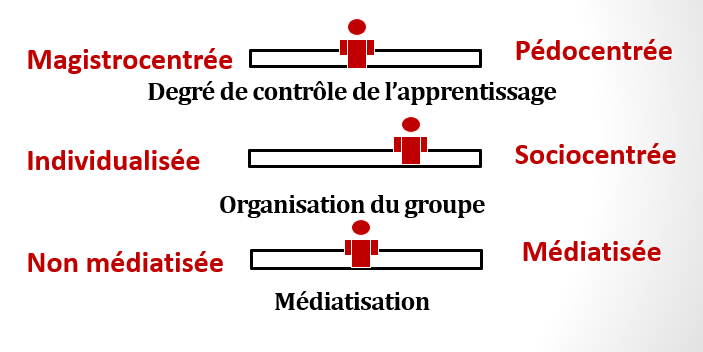 Magistrocentrée
Pédocentrée
Degré de contrôle de l’apprentissage
Individualisée
Sociocentrée
Organisation du groupe
Non médiatisée
Médiatisée
Médiatisation